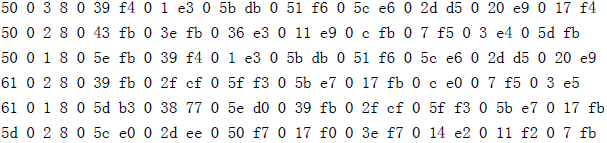 50 0 3 8 0 39 f4 0 1 e3 0 5b db 0 51 f6 0 5c e6 0 2d d5 0 20 e9 0 17 f4
50 0 2 8 0 43 fb 0 3e fb 0 36 e3 0 11 e9 0 c fb 0 7 f5 0 3 e4 0 5d fb
50 0 1 8 0 5e fb 0 39 f4 0 1 e3 0 5b db 0 51 f6 0 5c e6 0 2d d5 0 20 e9
61 0 2 8 0 39 fb 0 2f cf 0 5f f3 0 5b e7 0 17 fb 0 c e0 0 7 f5 0 3 e5
61 0 1 8 0 5d b3 0 38 77 0 5e d0 0 39 fb 0 2f cf 0 5f f3 0 5b e7 0 17 fb
5d 0 2 8 0 5c e0 0 2d ee 0 50 f7 0 17 f0 0 3e f7 0 14 e2 0 11 f2 0 7 fb